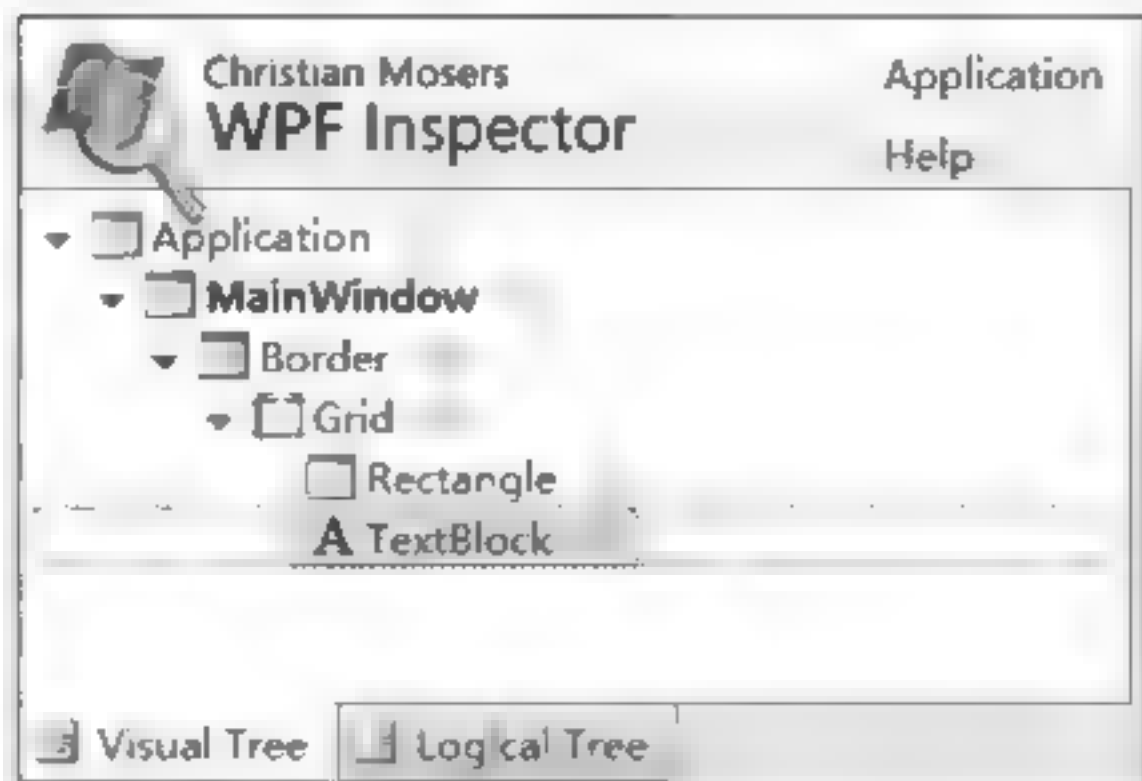 Christian Mosers
WPF Inspector
Application
Help
Application
MainWindow
Border
Grid
Rectangle
A TextBlock
Visual Tree
Logical Tree